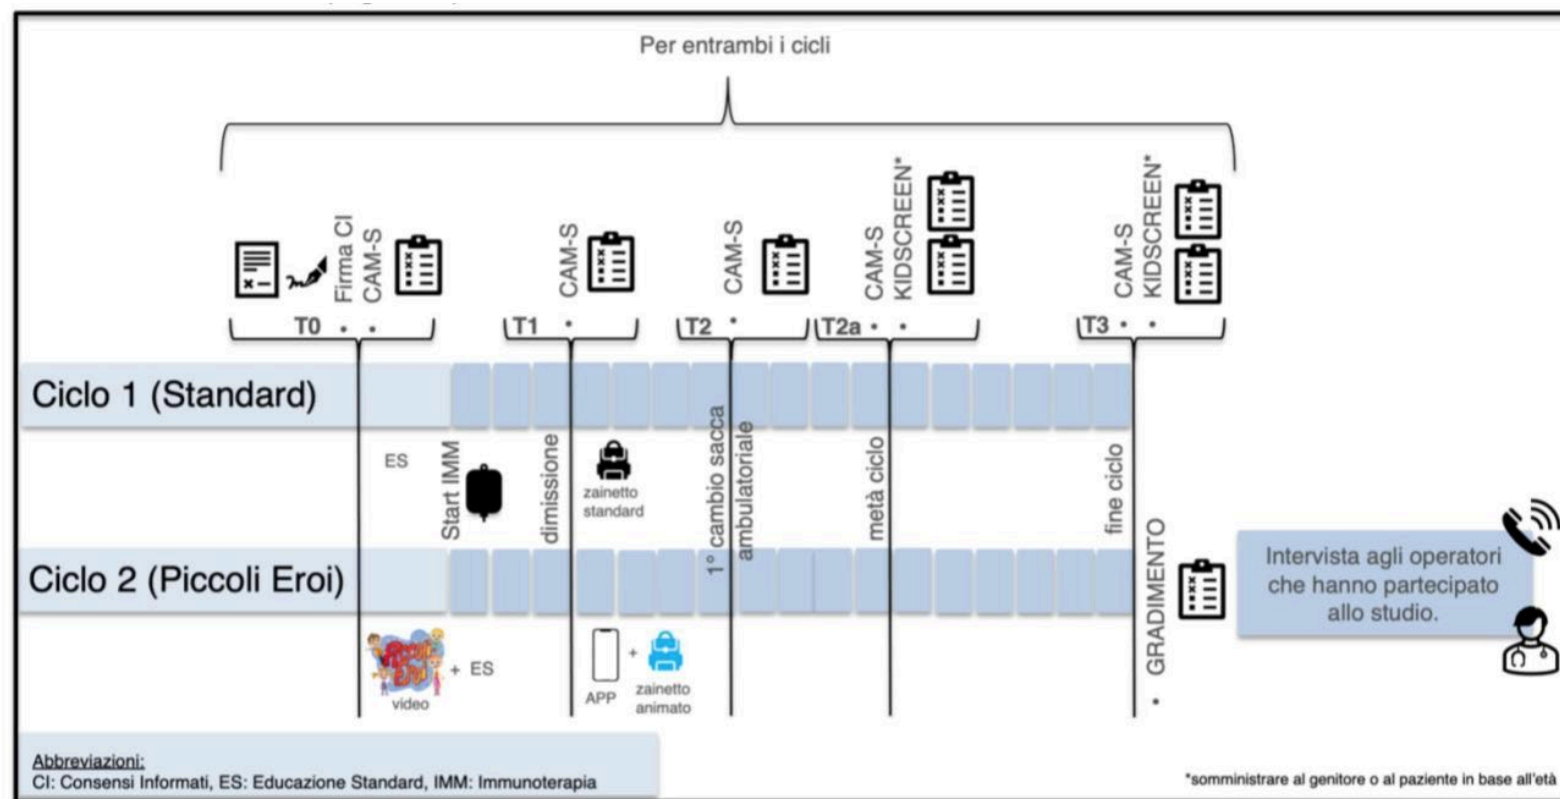 Per entrambi i cicli
Firma CI
CAM-S
CAM-S
CAM-S
CAM-S
KIDSCREEN*
CAM-S
KIDSCREEN*
T0 • •
T1 •
T2 •
T2a • •
T3 • •
Ciclo 1 (Standard)
ES
Start IMM
dimissione
zainetto
standard
1° cambio sacca
ambulatoriale
metà ciclo
fine ciclo
Ciclo 2 (Piccoli Eroi)
Piccoli
Eroi
video
+ ES
APP
+
zainetto
animato
• GRADIMENTO
Intervista agli operatori
che hanno partecipato
allo studio.
Abbreviazioni:
CI: Consensi Informati, ES: Educazione Standard, IMM: Immunoterapia
*somministrare al genitore o al paziente in base all'età